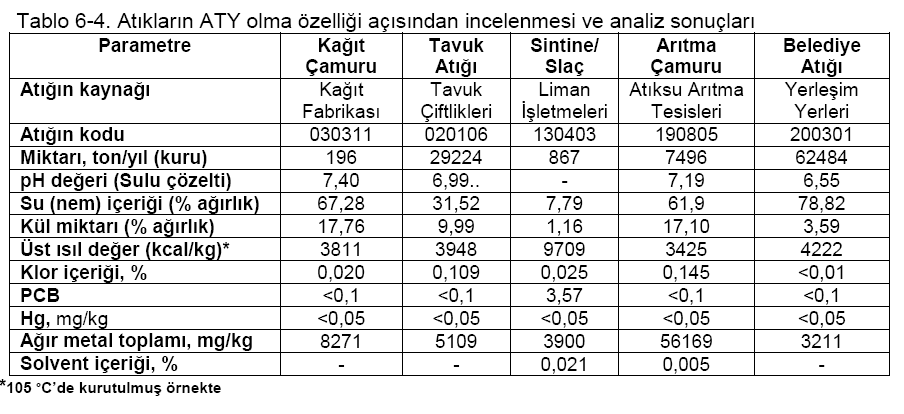 Tablo 6-4. Atıkların ATY olma özelliği açısından incelenmesi ve analiz sonuçları
Parametre Kağıt Çamuru Tavuk Atığı Sintine/ Slaç Arıtma Çamuru Belediye Atığı
Atığın kaynağı Kağıt Fabrikası Tavuk Çiftlikleri Liman İşletmeleri Atıksu Arıtma Tesisleri Yerleşim Yerleri
Atığın kodu 030311 020106 130403 190805 200301
Miktarı, ton/yıl (kuru) 196 29224 867 7496 62484
pH değeri (Sulu çözelti) 7,40 6,99.. - 7,19 6,55
Su (nem) içeriği (% ağırlık) 67,28 31,52 7,79 61,9 78,82
Kül miktarı (% ağırlık) 17,76 9,99 1,16 17,10 3,59
Üst ısıl değer (kcal/kg)* 3811 3948 9709 3425 4222
Klor içeriği, % 0,020 0,109 0,025 0,145 <0,01
PCB <0,1 <0,1 3,57 <0,1 <0,1
Hg, mg/kg <0,05 <0,05 <0,05 <0,05 <0,05
Ağır metal toplamı, mg/kg 8271 5109 3900 56169 3211
Solvent içeriği, % - - 0,021 0,005 -
*105 °C'de kurutulmuş örnekte